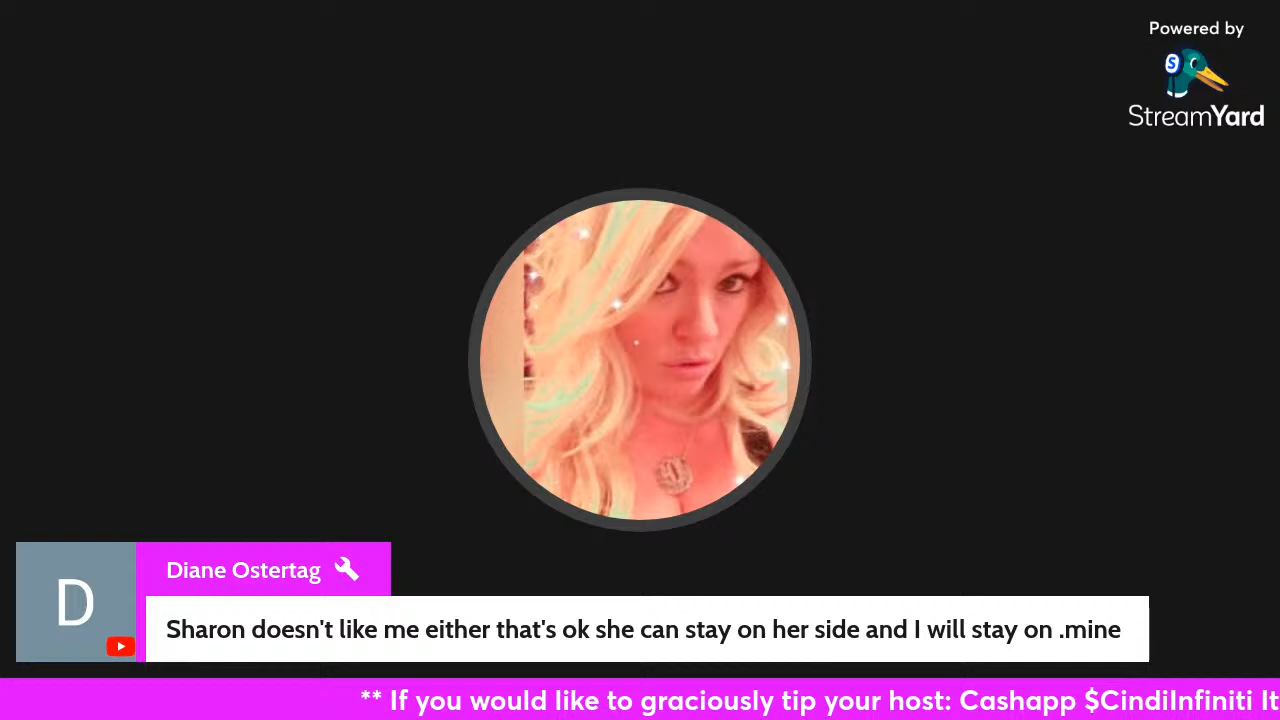 Powered by
S
StreamYard
D
Diane Ostertag
Sharon doesn't like me either that's ok she can stay on her side and I will stay on .mine
** If you would like to graciously tip your host: Cashapp $CindiInfiniti It